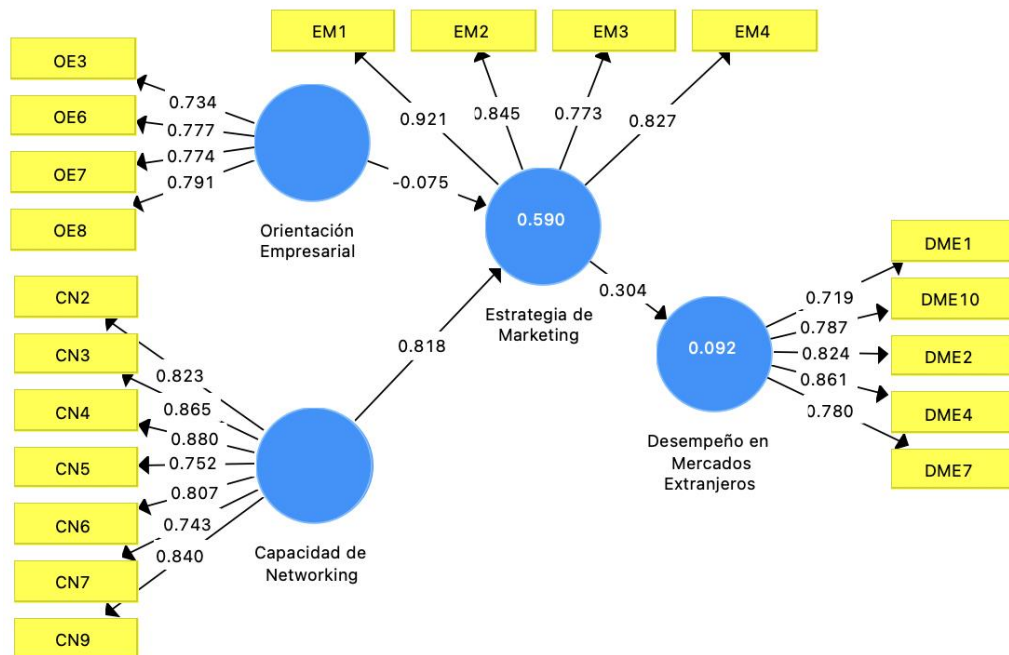 EM1
EM2
EM3
EM4
OE3
OE6
OE7
OE8
0.734
0.777
0.774
0.791
0.921
0.845
0.773
0.827
-0.075
Orientación
Empresarial
0.590
Estrategia de
Marketing
CN2
CN3
CN4
CN5
CN6
CN7
CN9
0.823
0.865
0.880
0.752
0.807
0.743
0.840
Capacidad de
Networking
0.818
0.304
0.092
Desempeño en
Mercados
Extranjeros
0.719
0.787
0.824
0.861
0.780
DME1
DME10
DME2
DME4
DME7